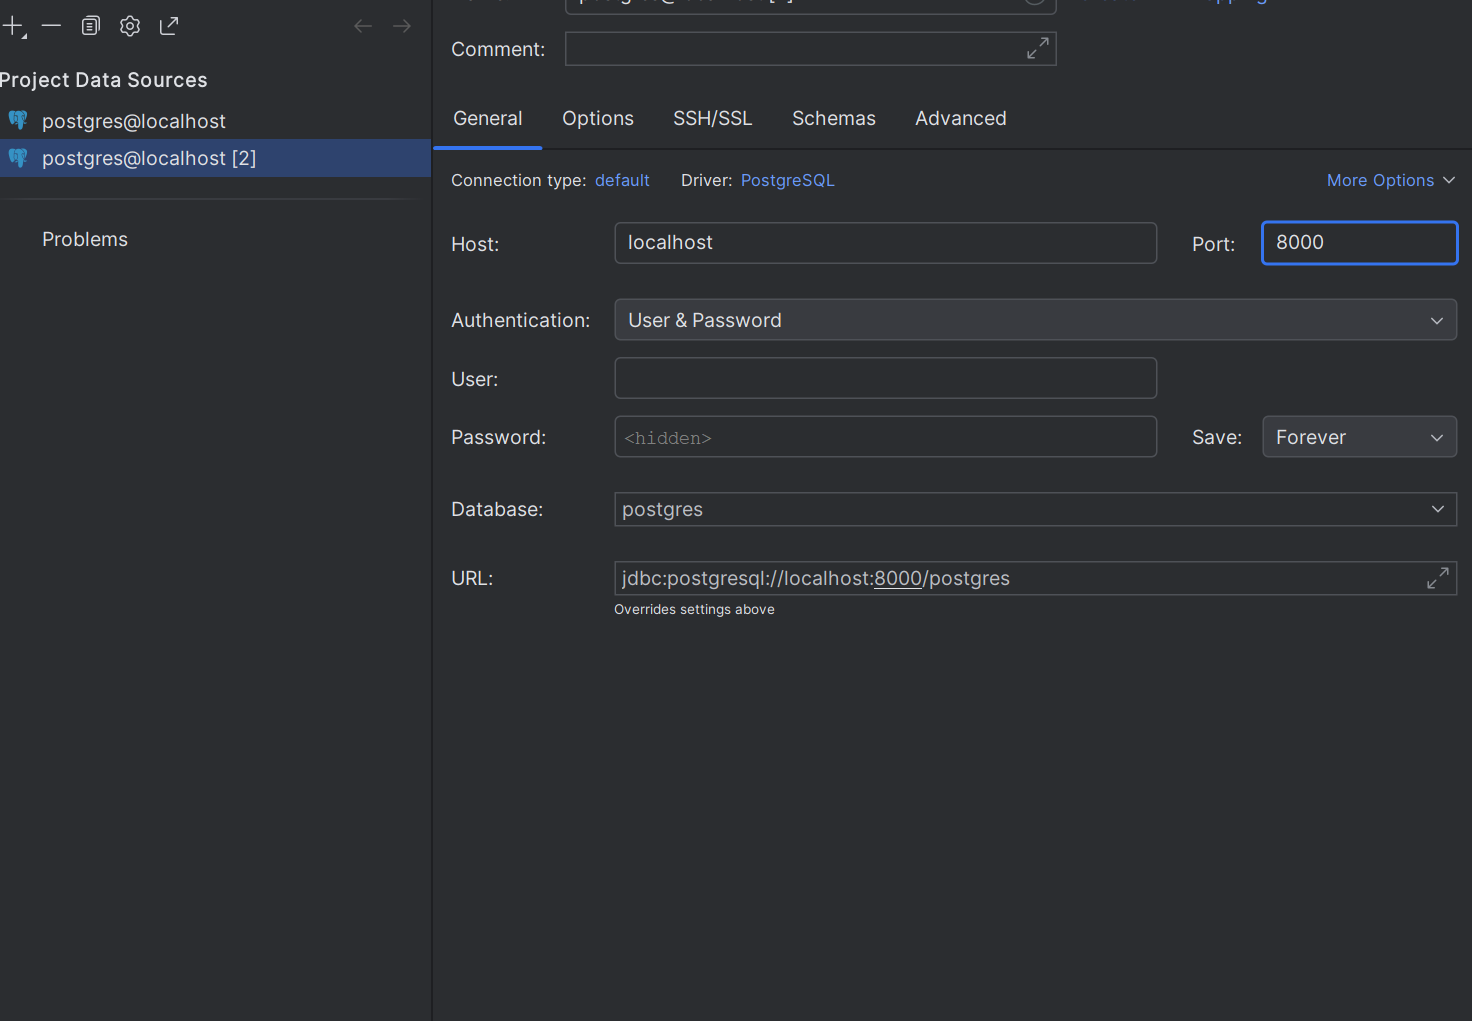 Project Data Sources
postgres@localhost
postgres@localhost [2]
Problems
Comment:
General Options SSH/SSL Schemas Advanced
Connection type: default Driver: PostgreSQL More Options
Host: localhost Port: 8000
Authentication: User & Password
User:
Password: <hidden> Save: Forever
Database: postgres
URL: jdbc:postgresql://localhost:8000/postgres
Overrides settings above